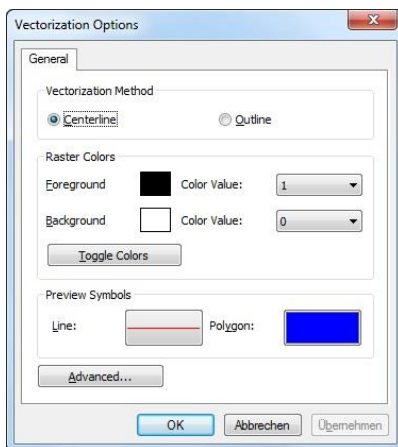 Vectorization Options
General
Vectorization Method
Centerline Outline
Raster Colors
Foreground Color Value: 1
Background Color Value: 0
Toggle Colors
Preview Symbols
Line: Polygon:
Advanced...
OK Abbrechen Übernehmen